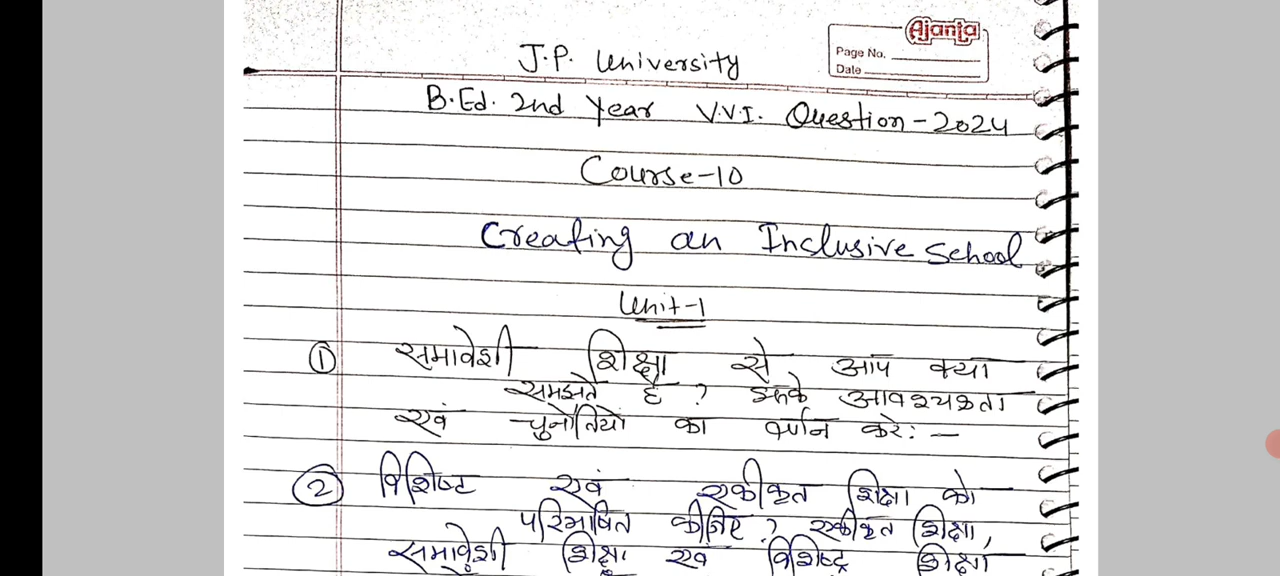 Ajanta
Page No.
Date
J.P. University
B.Ed. 2nd Year V.V.I. Question-2024
Course-10
Creating an Inclusive School
Unit-1
① समावेशी शिक्षा से आप क्या
समझते है ? इनके आवश्यकता
एवं चुनौतियो का वर्णन करे: —
② विशिष्ट एवं एकीकृत शिक्षा को
परिभाषित कीजिए ? एकीकृत शिक्षा,
समावेशी शिक्षा एवं विशिष्ट शिक्षा